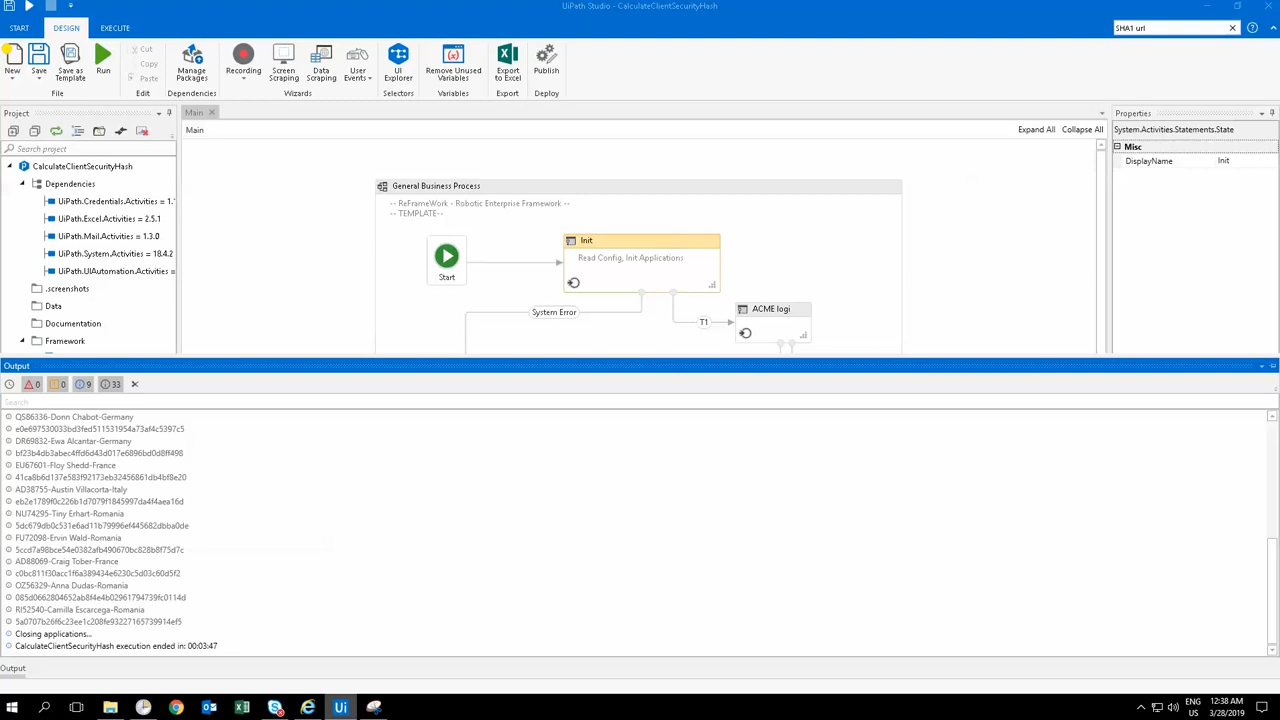 UiPath Studio - CalculateClientSecurityHash
START DESIGN EXECUTE
SHA1 url
New
Save
Save as Template
Run
Cut
Copy
Paste
Manage Packages
Recording
Screen Scraping
Data Scraping
User Events
UI Explorer
Remove Unused Variables
Export to Excel
Publish
File Edit Dependencies Wizards Selectors Variables Export Deploy
Project
Search project
CalculateClientSecurityHash
Dependencies
UiPath.Credentials.Activities = 1.
UiPath.Excel.Activities = 2.5.1
UiPath.Mail.Activities = 1.3.0
UiPath.System.Activities = 18.4.2
UiPath.UIAutomation.Activities =
.screenshots
Data
Documentation
Framework
Main
Main
Expand All Collapse All
General Business Process
-- ReFrameWork - Robotic Enterprise Framework --
-- TEMPLATE--
Start
Init
Read Config, Init Applications
System Error
T1
ACME logi
Properties
System.Activities.Statements.State
Misc
DisplayName Init
Output
0 0 9 33
Search
QS86336-Donn Chabot-Germany
e0e697530033bd3fed511531954a73af4c5397c5
DR69832-Ewa Alcantar-Germany
bf23b4db3abec4ffd6d43d017e6896bd0d8ff498
EU67601-Floy Shedd-France
41ca8b6d137e583f92173eb32456861db4bf8e20
AD38755-Austin Villacorta-Italy
eb2e1789f0c226b1d7079f1845997da4f4aea16d
NU74295-Tiny Erhart-Romania
5dc679db0c531e6ad11b79996ef445682dbba0de
FU72098-Ervin Wald-Romania
5ccd7a98bce54e0382afb490670bc828b8f75d7c
AD88069-Craig Tober-France
c0bc811f30acc1f6a389434e6230c5d03c60d5f2
OZ56329-Anna Dudas-Romania
085d0662804652ab8f4e4b02961794739fc0114d
RI52540-Camilla Escarcega-Romania
5a0707b26f6c23ee1c208fe93227165739914ef5
Closing applications...
CalculateClientSecurityHash execution ended in: 00:03:47
Output
Ui
ENG
US
12:38 AM
3/28/2019